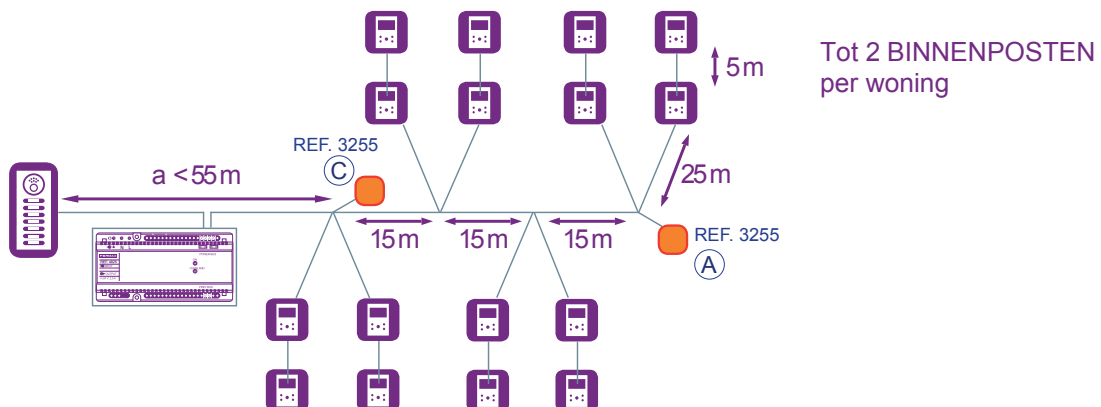 Tot 2 BINNENPOSTEN
per woning
5m
REF. 3255
C
a <55m
25m
15m
15m
15m
REF. 3255
A
N L